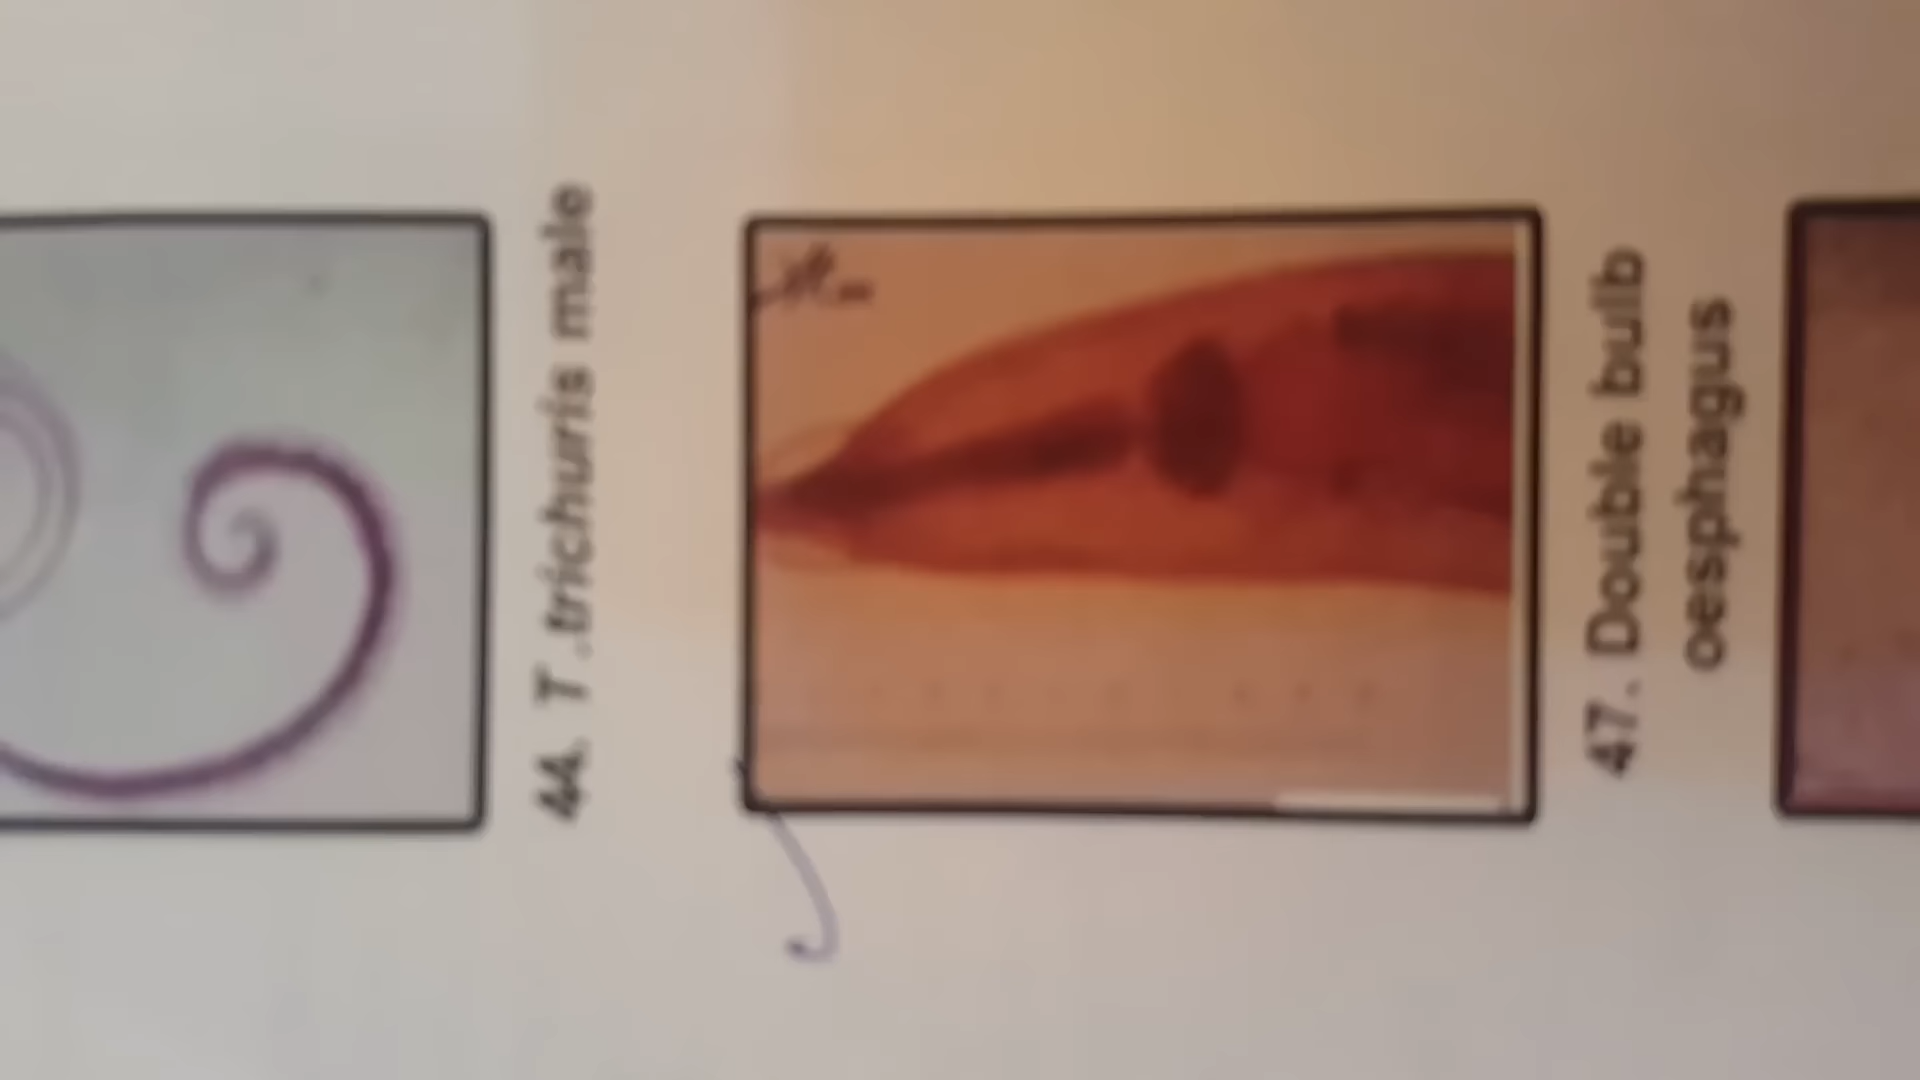 44. T .trichuris male
47. Double bulb
oesphagus